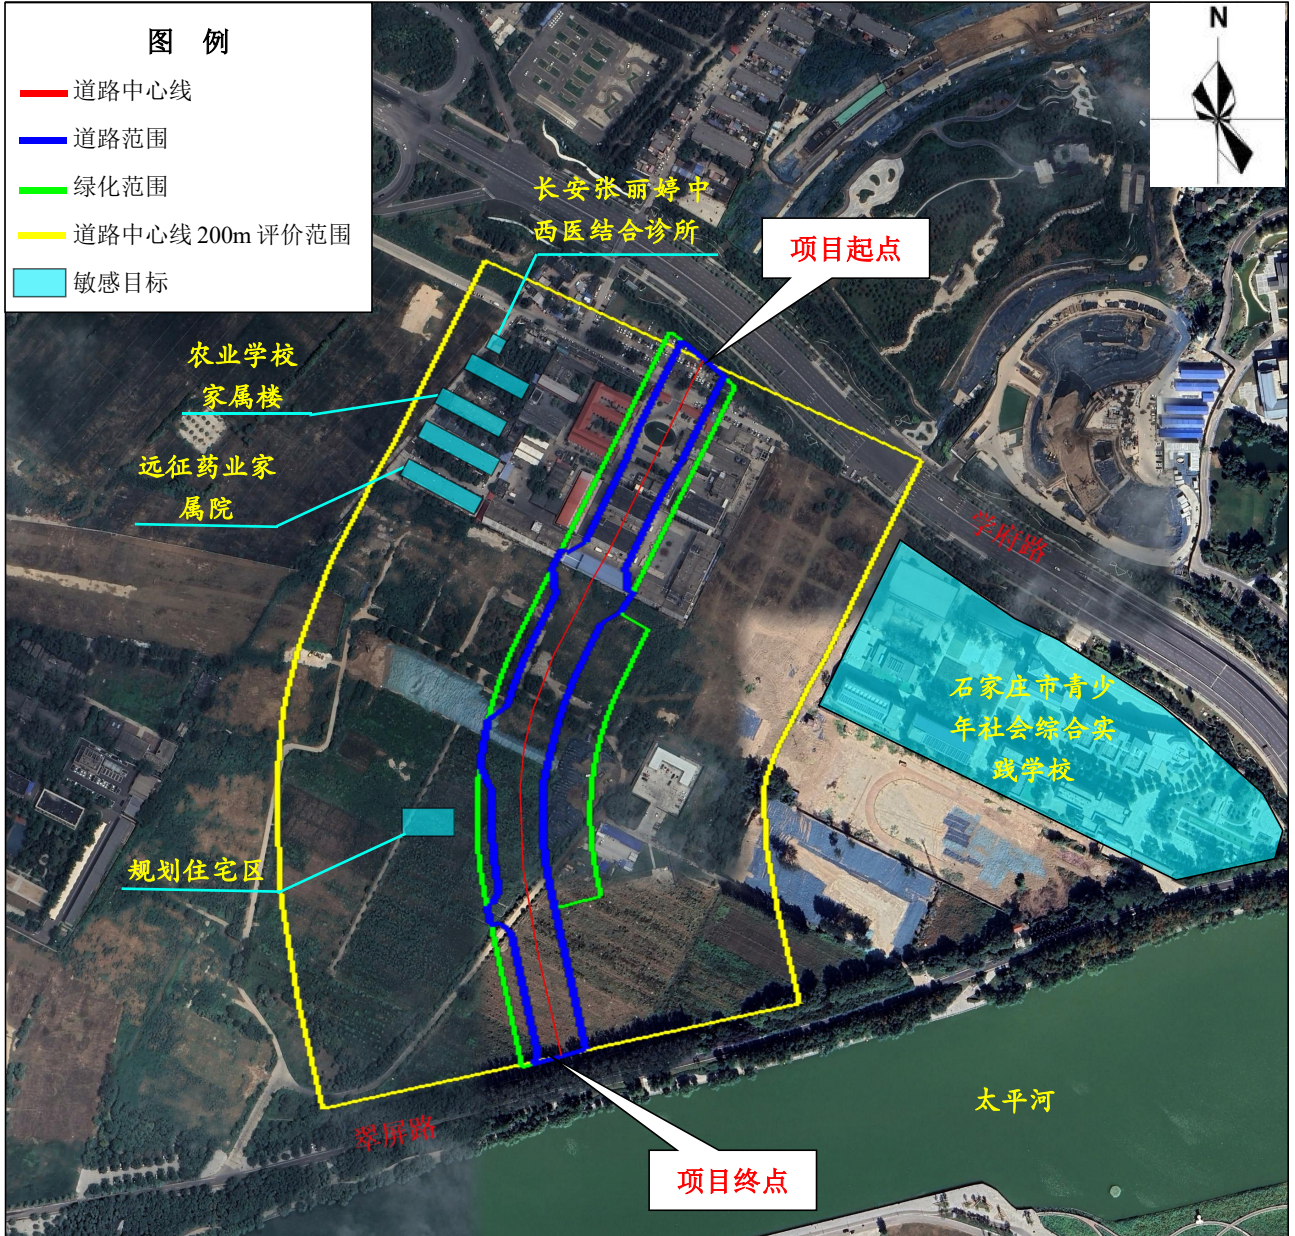 图 例
道路中心线
道路范围
绿化范围
道路中心线 200m 评价范围
敏感目标
N
长安张丽婷中
西医结合诊所
项目起点
农业学校
家属楼
远征药业家
属院
学府路
石家庄市青少
年社会综合实
践学校
规划住宅区
太平河
翠屏路
项目终点